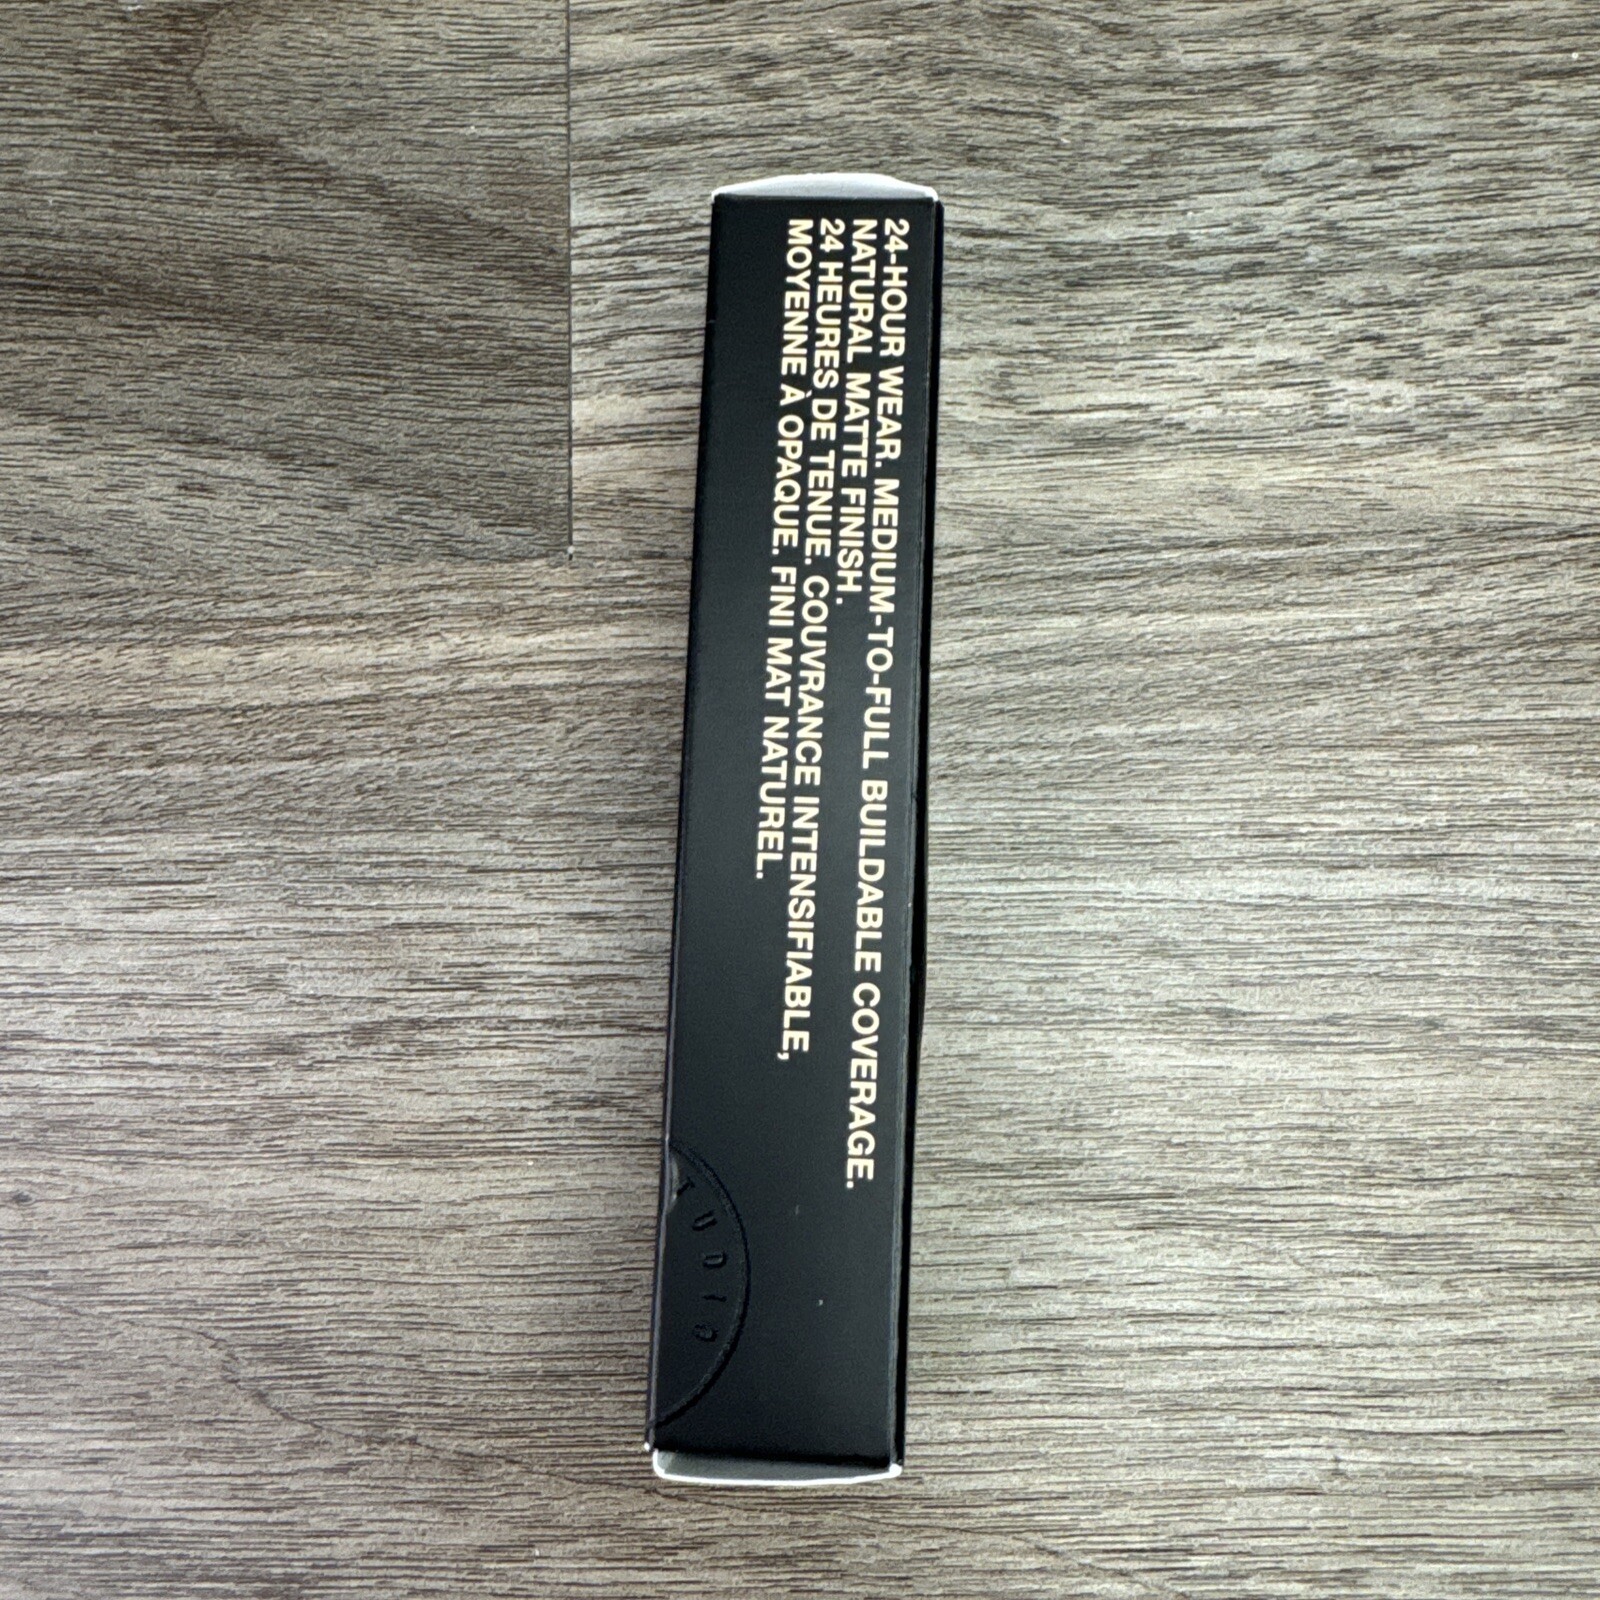 24-HOUR WEAR. MEDIUM-TO-FULL BUILDABLE COVERAGE.
NATURAL MATTE FINISH.
24 HEURES DE TENUE. COUVRANCE INTENSIFIABLE,
MOYENNE À OPAQUE. FINI MAT NATUREL.
TUDIO